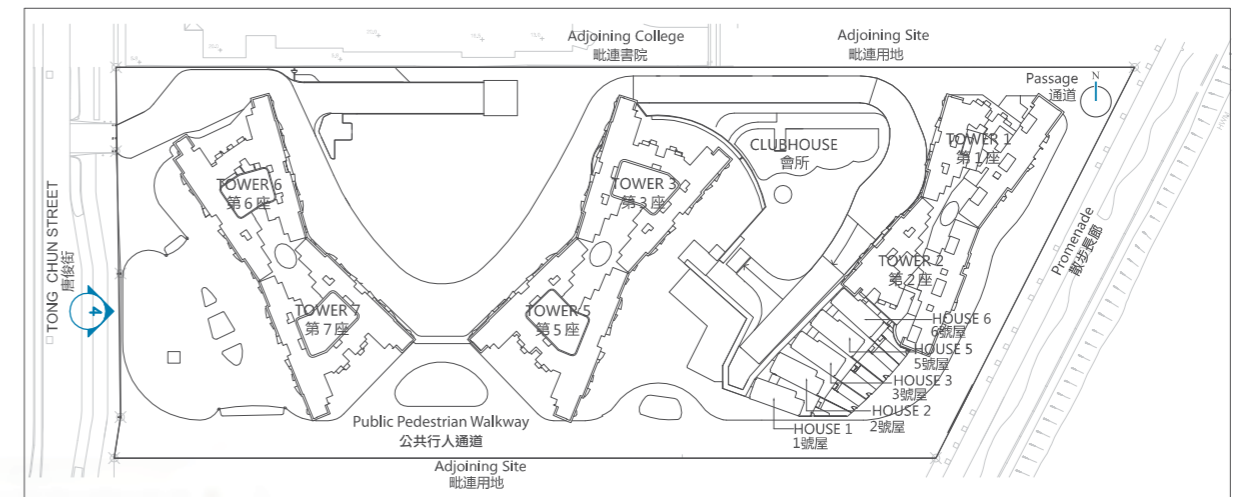 Adjoining College
毗連書院
Adjoining Site
毗連用地
Passage
通道
N
TOWER 1
第1座
CLUBHOUSE
會所
TOWER 6
第6座
TOWER 3
第3座
TONG CHUN STREET
唐俊街
4
TOWER 2
第2座
Promenade
散步長廊
TOWER 7
第7座
TOWER 5
第5座
HOUSE 6
6號屋
HOUSE 5
5號屋
HOUSE 3
3號屋
HOUSE 2
2號屋
HOUSE 1
1號屋
Public Pedestrian Walkway
公共行人通道
Adjoining Site
毗連用地